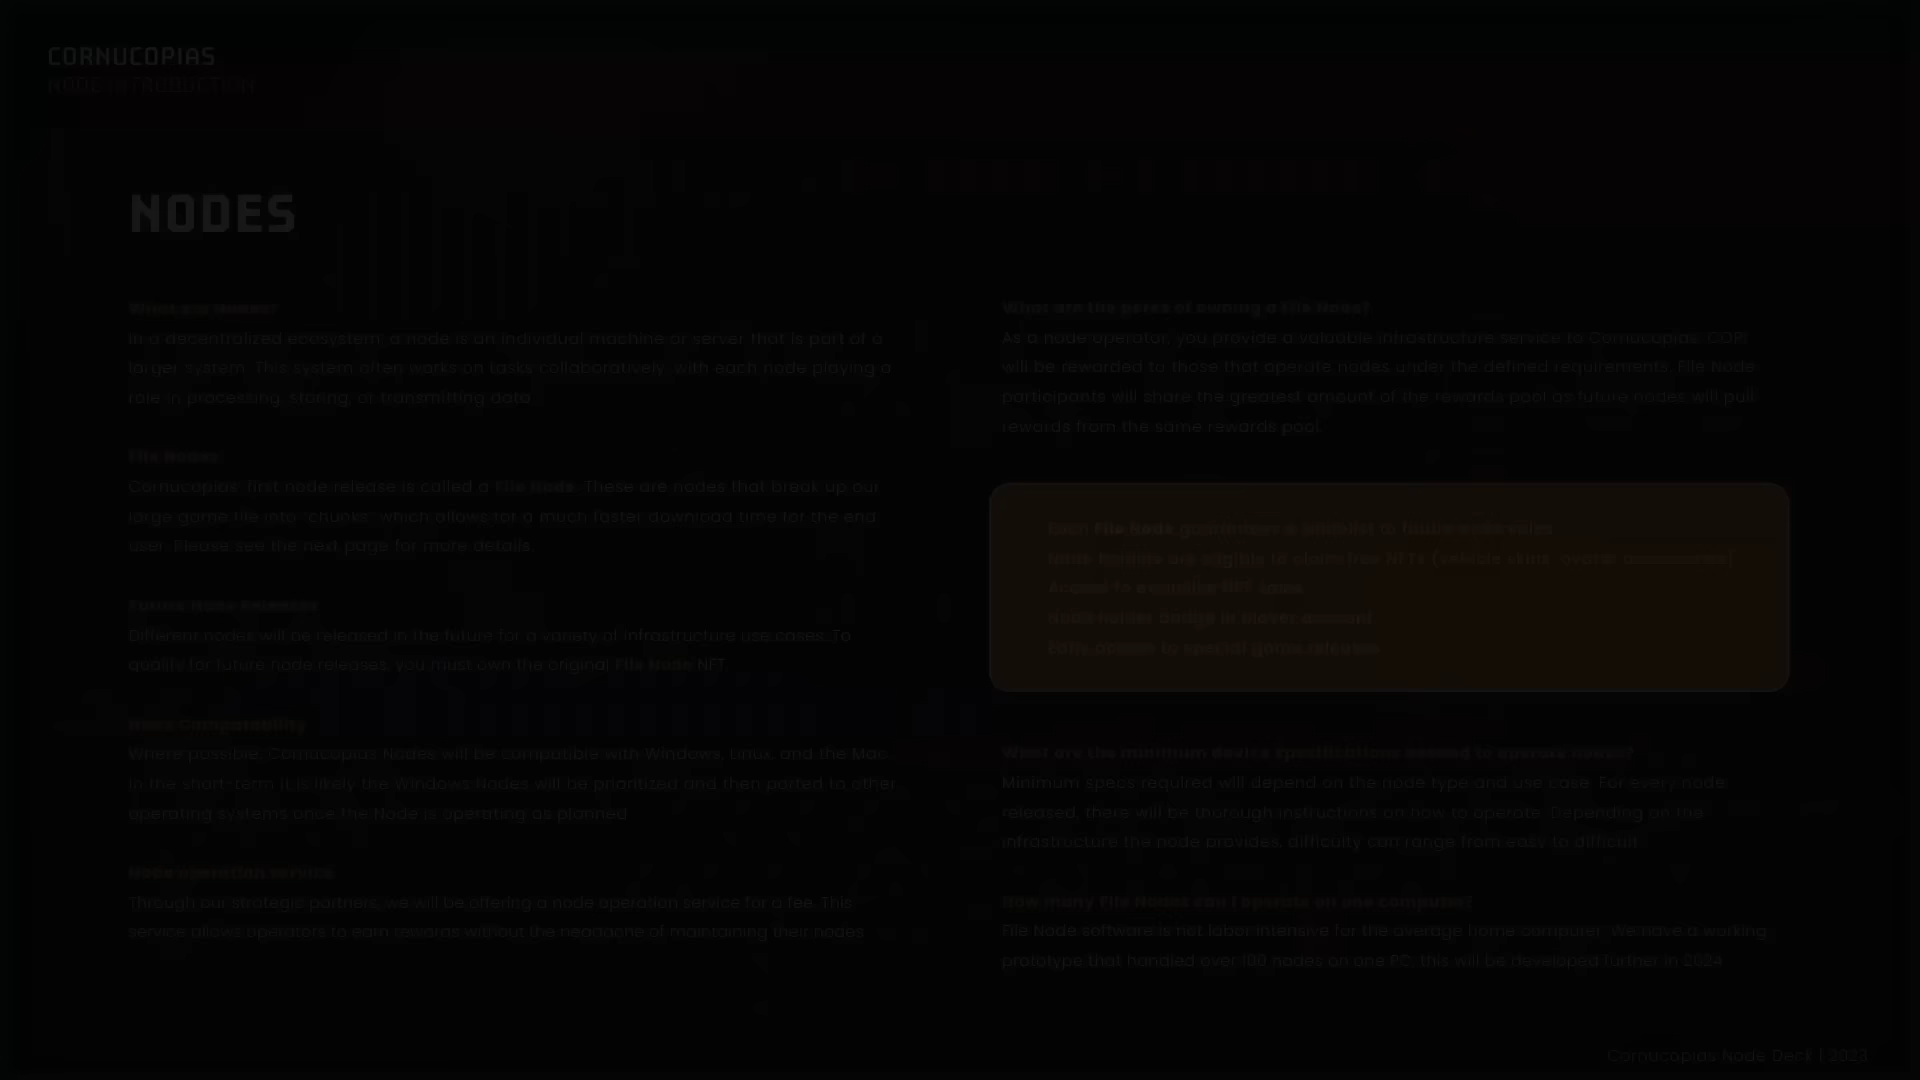 CORNUCOPIAS
NODE INTRODUCTION
NODES
What are Nodes?
In a decentralized ecosystem, a node is an individual machine or server that is part of a
larger system. This system often works on tasks collaboratively, with each node playing a
role in processing, storing, or transmitting data.
File Nodes
Cornucopias' first node release is called a File Node. These are nodes that break up our
large game file into "chunks" which allows for a much faster download time for the end
user. Please see the next page for more details.
Future Node Releases
Different nodes will be released in the future for a variety of infrastructure use cases. To
qualify for future node releases, you must own the original File Node NFT.
Node Compatability
Where possible, Cornucopias Nodes will be compatible with Windows, Linux, and the Mac.
In the short-term it is likely the Windows Nodes will be prioritized and then ported to other
operating systems once the Node is operating as planned.
Node operation service
Through our strategic partners, we will be offering a node operation service for a fee. This
service allows operators to earn rewards without the headache of maintaining their nodes.
What are the perks of owning a File Node?
As a node operator, you provide a valuable infrastructure service to Cornucopias. COPI
will be rewarded to those that operate nodes under the defined requirements. File Node
participants will share the greatest amount of the rewards pool as future nodes will pull
rewards from the same rewards pool.
Each File Node guarantees a to future node sales
Node holders are eligible to claim free NFTs (vehicle skins, avatar accessories)
Access to exclusive NFT
Node holder badge in player account
Early access to special game releases
What are the minimum device specifications needed to operate nodes?
Minimum specs required will depend on the node type and use case. For every node
released, there will be thorough instructions on how to operate. Depending on the
infrastructure the node provides, difficulty can range from easy to difficult.
How many File Nodes can I operate on one computer?
File Node software is not labor intensive for the average home computer. We have a working
prototype that handled over 100 nodes on one PC; this will be developed further in 2024.
Cornucopias Node Deck | 2023